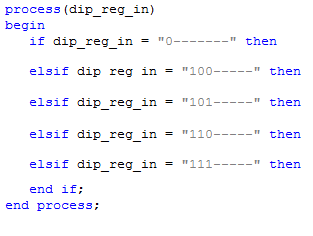 process(dip_reg_in)
begin
if dip_reg_in = "0-------" then
elsif dip reg in = "100-----" then
elsif dip_reg_in = "101-----" then
elsif dip_reg_in = "110-----" then
elsif dip_reg_in = "111-----" then
end if;
end process;